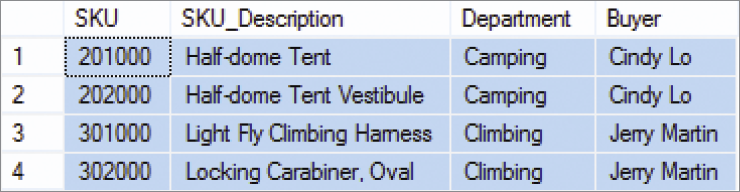 SKU SKU_Description Department Buyer
1 201000 Half-dome Tent Camping Cindy Lo
2 202000 Half-dome Tent Vestibule Camping Cindy Lo
3 301000 Light Fly Climbing Harness Climbing Jerry Martin
4 302000 Locking Carabiner, Oval Climbing Jerry Martin